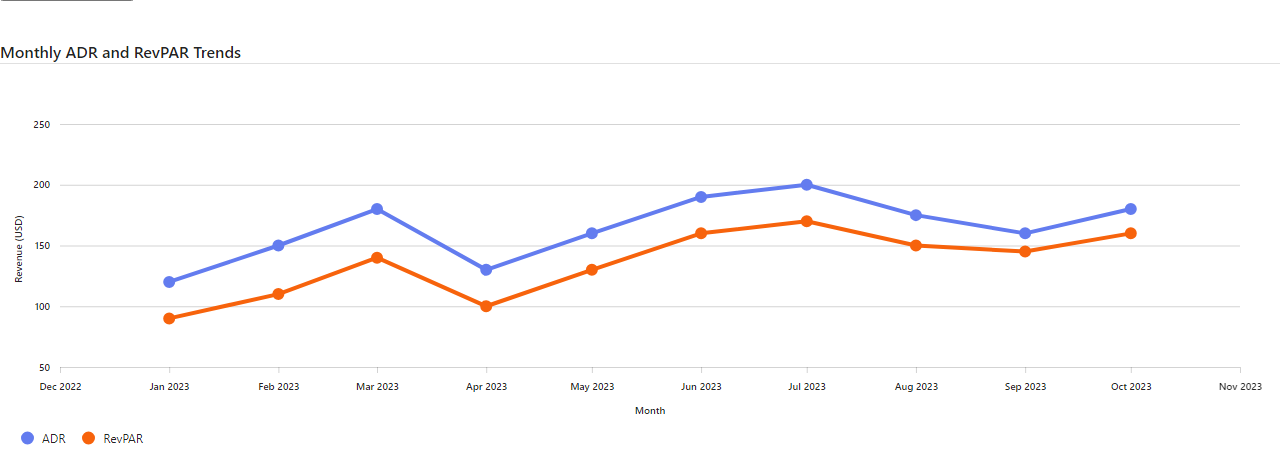 Monthly ADR and RevPAR Trends
250
200
150
100
50
Revenue (USD)
Dec 2022 Jan 2023 Feb 2023 Mar 2023 Apr 2023 May 2023 Jun 2023 Jul 2023 Aug 2023 Sep 2023 Oct 2023 Nov 2023
Month
ADR RevPAR